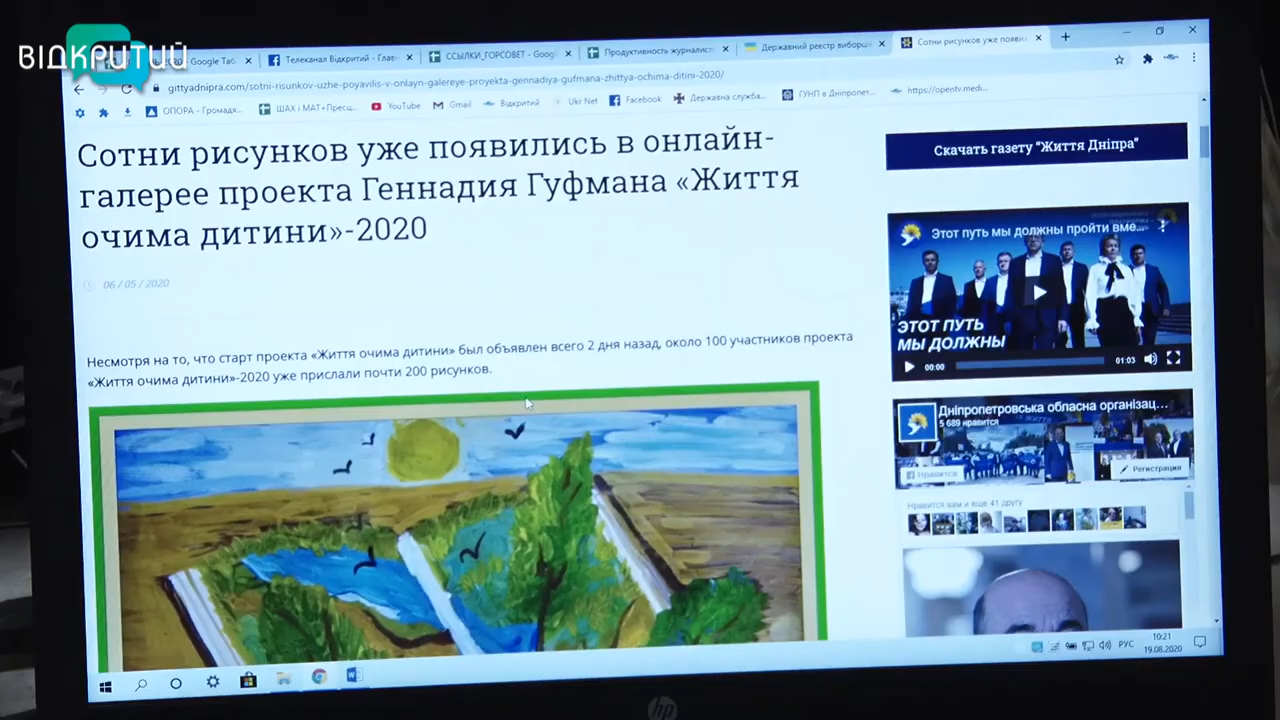 ВІДКРИТИЙ
Google Таб
Телеканал Відкритий - Глав
ССЫЛКИ_ГОРСОВЕТ - Goog
Продуктивность журналист
Державний реєстр виборц
Сотни рисунков уже появи
gittyadnipra.com/sotni-risunkov-uzhe-poyavilis-v-onlayn-galereye-proyekta-gennadiya-gufmana-zhittya-ochima-ditini-2020/
ОПОРА - Громадя...
ШАХ і МАТ+Пресц...
YouTube
Gmail
Відкритий
Ukr Net
Facebook
Державна служба...
ГУНП в Дніпропет...
https://opentv.medi...
Сотни рисунков уже появились в онлайн-
галерее проекта Геннадия Гуфмана «Життя
очима дитини»-2020
06 / 05 / 2020
Несмотря на то, что старт проекта «Життя очима дитини» был объявлен всего 2 дня назад, около 100 участников проекта
«Життя очима дитини»-2020 уже прислали почти 200 рисунков.
Скачать газету "Життя Дніпра"
Этот путь мы должны пройти вме...
ЭТОТ ПУТЬ
МЫ ДОЛЖНЫ
00:00
01:03
Дніпропетровська обласна організац...
5 689 нравится
Нравится
Регистрация
Нравится вам и еще 41 другу
РУС
10:21
19.08.2020
hp